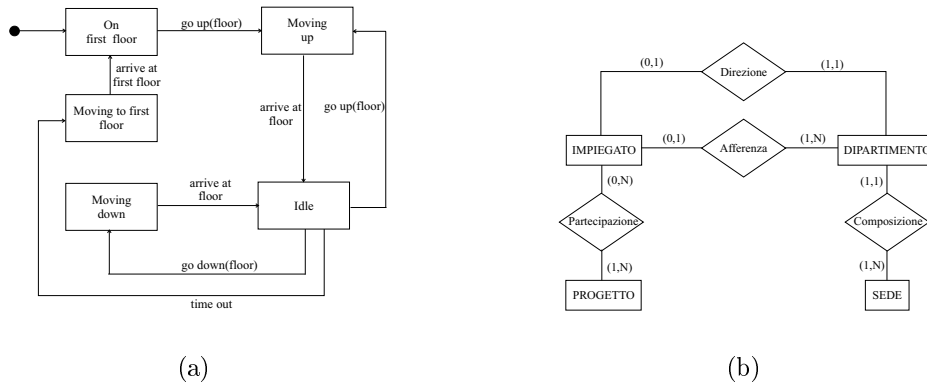 On
first floor
go up(floor)
Moving
up
arrive at
first floor
Moving to first
floor
arrive at
floor
go up(floor)
Moving
down
arrive at
floor
Idle
go down(floor)
time out
(a)
(0,1)
Direzione
(1,1)
IMPIEGATO
(0,1)
Afferenza
(1,N)
DIPARTIMENTO
(0,N)
(1,1)
Partecipazione
Composizione
(1,N)
(1,N)
PROGETTO
SEDE
(b)